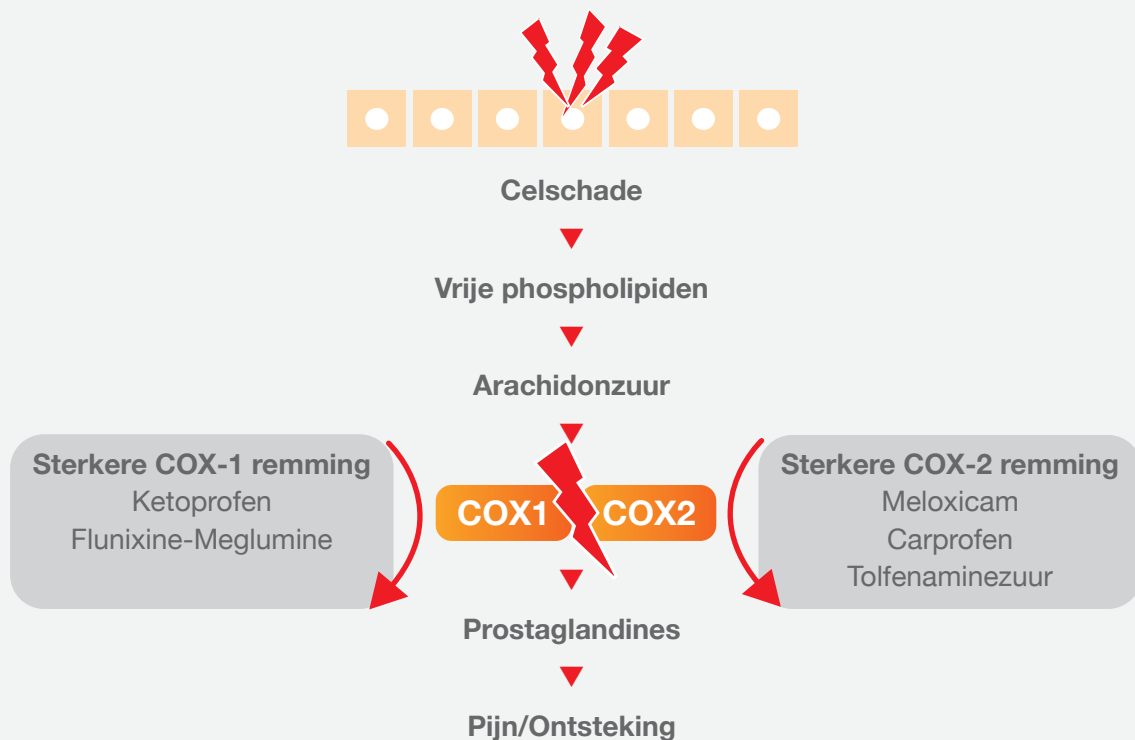 Celschade
Vrije phospholipiden
Arachidonzuur
Sterkere COX-1 remming
Ketoprofen
Flunixine-Meglumine
COX1
COX2
Sterkere COX-2 remming
Meloxicam
Carprofen
Tolfenaminezuur
Prostaglandines
Pijn/Ontsteking